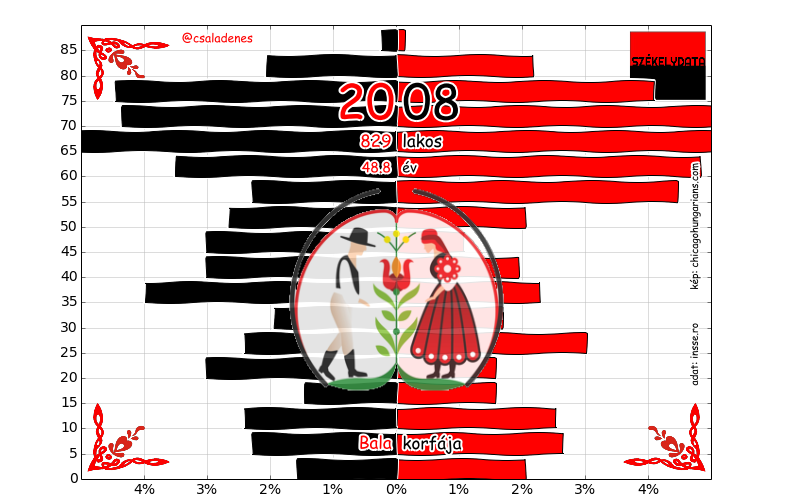 @csaladenes
SZÉKELYDATA
2008
829 lakos
48.8 év
kép: chicagohungarians.com
adat: insse.ro
Bala korfája
85
80
75
70
65
60
55
50
45
40
35
30
25
20
15
10
5
0
4% 3% 2% 1% 0% 1% 2% 3% 4%